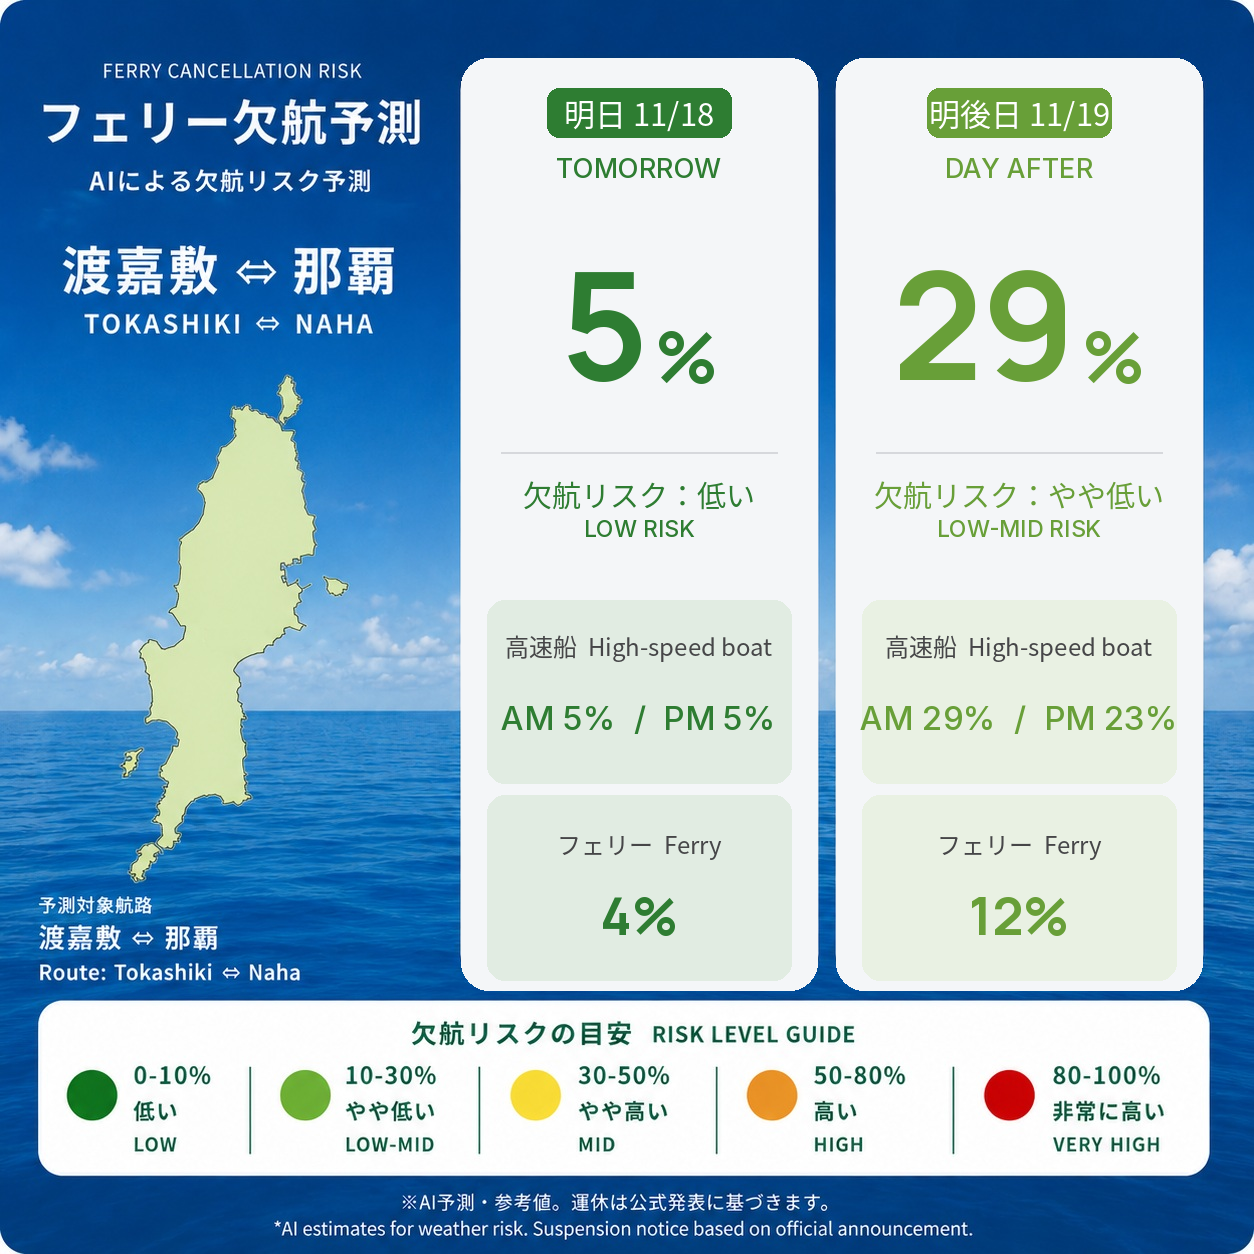 FERRY CANCELLATION RISK
フェリー欠航予測
AIによる欠航リスク予測
渡嘉敷 ⇔ 那覇
TOKASHIKI ⇔ NAHA
予測対象航路
渡嘉敷 ⇔ 那覇
Route: Tokashiki ⇔ Naha
明日 11/18
TOMORROW
5%
欠航リスク：低い
LOW RISK
高速船 High-speed boat
AM 5% / PM 5%
フェリー Ferry
4%
明後日 11/19
DAY AFTER
29%
欠航リスク：やや低い
LOW-MID RISK
高速船 High-speed boat
AM 29% / PM 23%
フェリー Ferry
12%
欠航リスクの目安 RISK LEVEL GUIDE
0-10%
低い
LOW
10-30%
やや低い
LOW-MID
30-50%
やや高い
MID
50-80%
高い
HIGH
80-100%
非常に高い
VERY HIGH
※AI予測・参考値。運休は公式発表に基づきます。
*AI estimates for weather risk. Suspension notice based on official announcement.